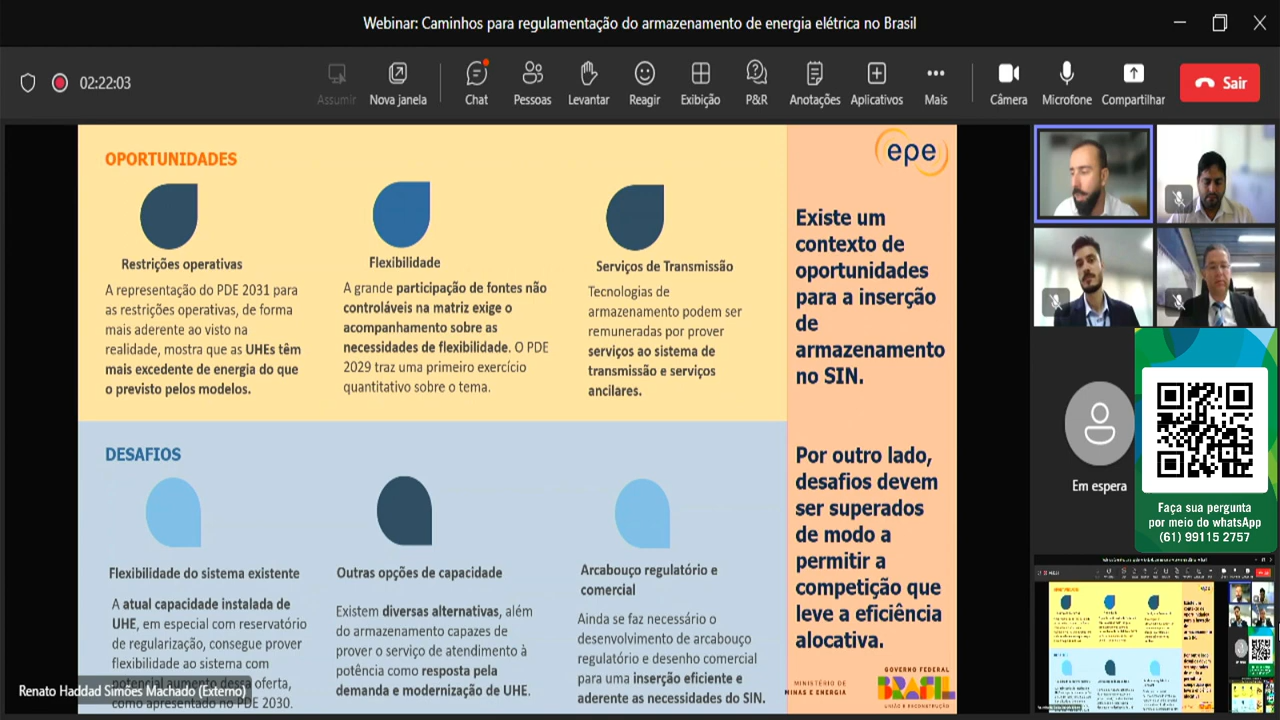 Webinar: Caminhos para regulamentação do armazenamento de energia elétrica no Brasil
02:22:03
Assumir
Nova janela
Chat
Pessoas
Levantar
Reagir
Exibição
P&R
Anotações
Aplicativos
Mais
Câmera
Microfone
Compartilhar
Sair
OPORTUNIDADES
Restrições operativas
A representação do PDE 2031 para
as restrições operativas, de forma
mais aderente ao visto na
realidade, mostra que as UHEs têm
mais excedente de energia do que
o previsto pelos modelos.
Flexibilidade
A grande participação de fontes não
controláveis na matriz exige o
acompanhamento sobre as
necessidades de flexibilidade. O PDE
2029 traz uma primeiro exercício
quantitativo sobre o tema.
Serviços de Transmissão
Tecnologias de
armazenamento podem ser
remuneradas por prover
serviços ao sistema de
transmissão e serviços
ancilares.
epe
Existe um
contexto de
oportunidades
para a inserção
de
armazenamento
no SIN.
DESAFIOS
Flexibilidade do sistema existente
A atual capacidade instalada de
UHE, em especial com reservatório
de regularização, consegue prover
flexibilidade ao sistema com
potencial aumento dessa oferta,
como apresentado no PDE 2030.
Outras opções de capacidade
Existem diversas alternativas, além
do armazenamento capazes de
prover o serviço de atendimento à
potência como resposta pela
demanda e modernização de UHE.
Arcabouço regulatório e
comercial
Ainda se faz necessário o
desenvolvimento de arcabouço
regulatório e desenho comercial
para uma inserção eficiente e
aderente as necessidades do SIN.
Por outro lado,
desafios devem
ser superados
de modo a
permitir a
competição que
leve a eficiência
alocativa.
MINISTÉRIO DE
MINAS E ENERGIA
GOVERNO FEDERAL
BRASIL
UNIÃO E RECONSTRUÇÃO
Renato Haddad Simões Machado (Externo)
Em espera
Faça sua pergunta
por meio do whatsApp
(61) 99115 2757